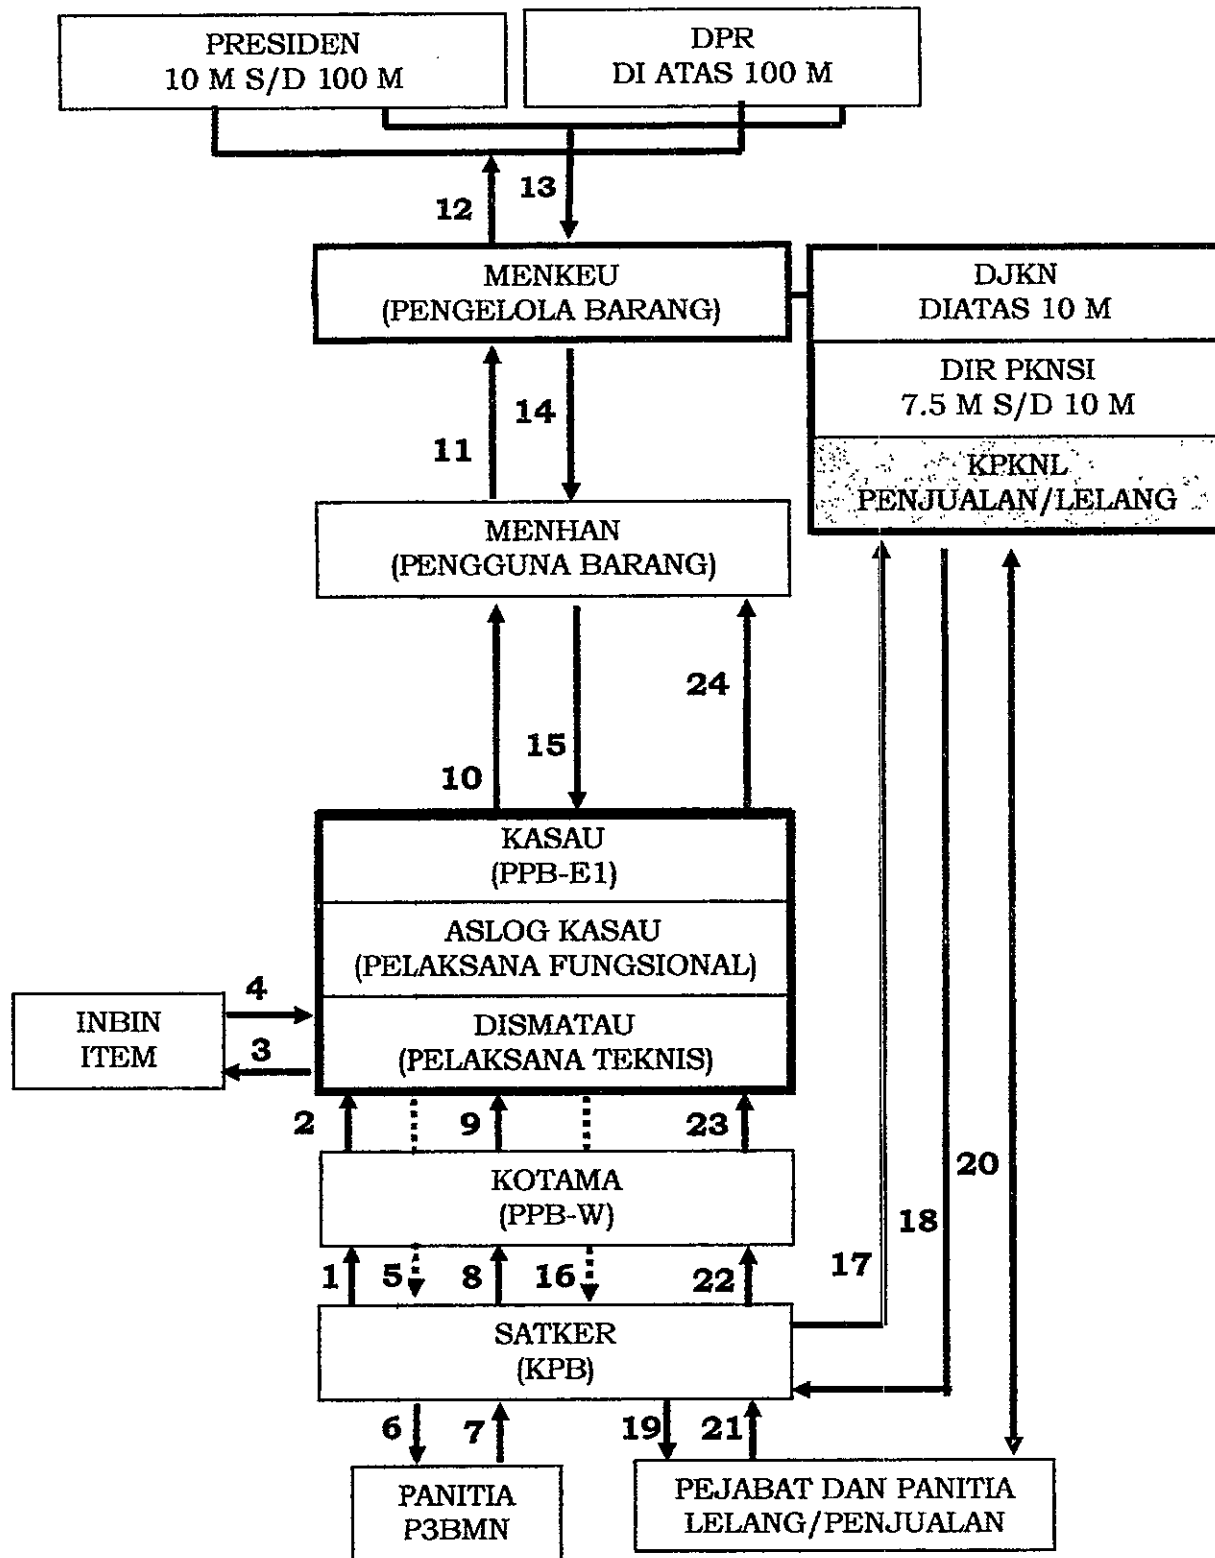 PRESIDEN
10 M S/D 100 M
DPR
DI ATAS 100 M
12
13
MENKEU
(PENGELOLA BARANG)
DJKN
DIATAS 10 M
DIR PKNSI
7.5 M S/D 10 M
KPKNL
PENJUALAN/LELANG
11
14
MENHAN
(PENGGUNA BARANG)
10
15
24
KASAU
(PPB-E1)
ASLOG KASAU
(PELAKSANA FUNGSIONAL)
DISMATAU
(PELAKSANA TEKNIS)
INBIN
ITEM
4
3
2
9
23
KOTAMA
(PPB-W)
1
5
8
16
22
17
18
20
SATKER
(KPB)
6
7
19
21
PANITIA
P3BMN
PEJABAT DAN PANITIA
LELANG/PENJUALAN